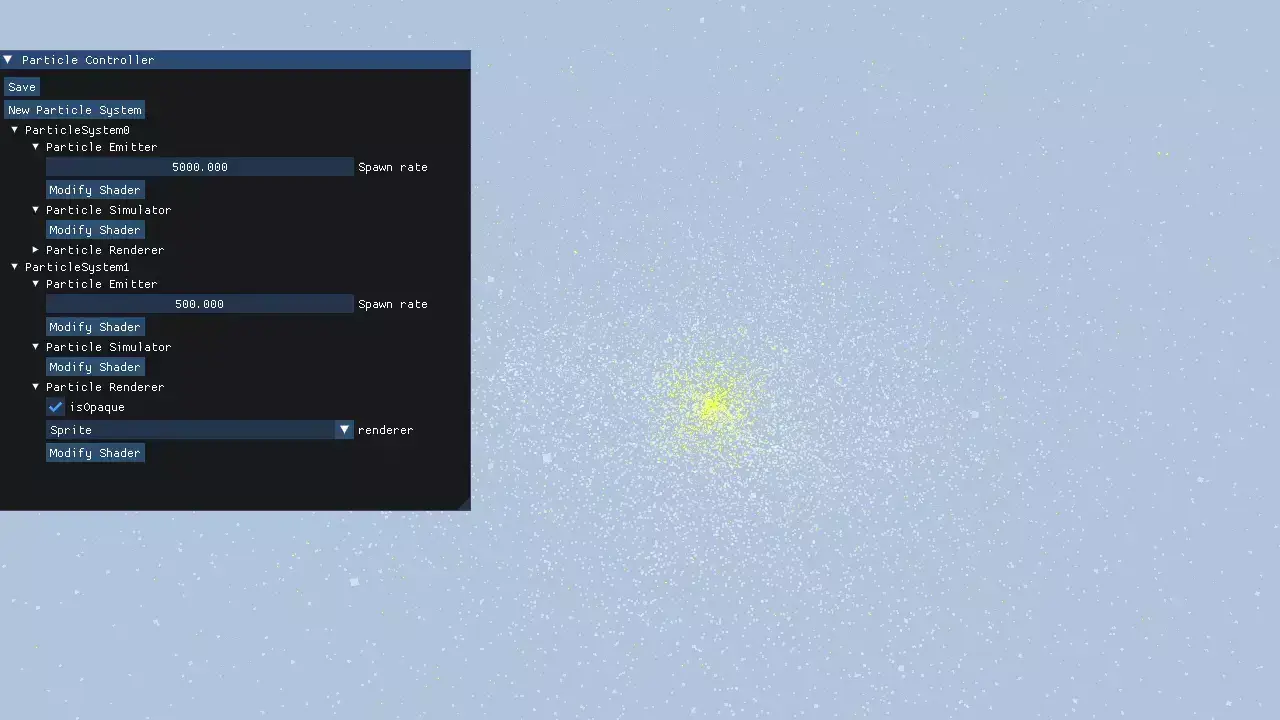 Particle Controller
Save
New Particle System
ParticleSystem0
Particle Emitter
5000.000 Spawn rate
Modify Shader
Particle Simulator
Modify Shader
Particle Renderer
ParticleSystem1
Particle Emitter
500.000 Spawn rate
Modify Shader
Particle Simulator
Modify Shader
Particle Renderer
isOpaque
Sprite renderer
Modify Shader